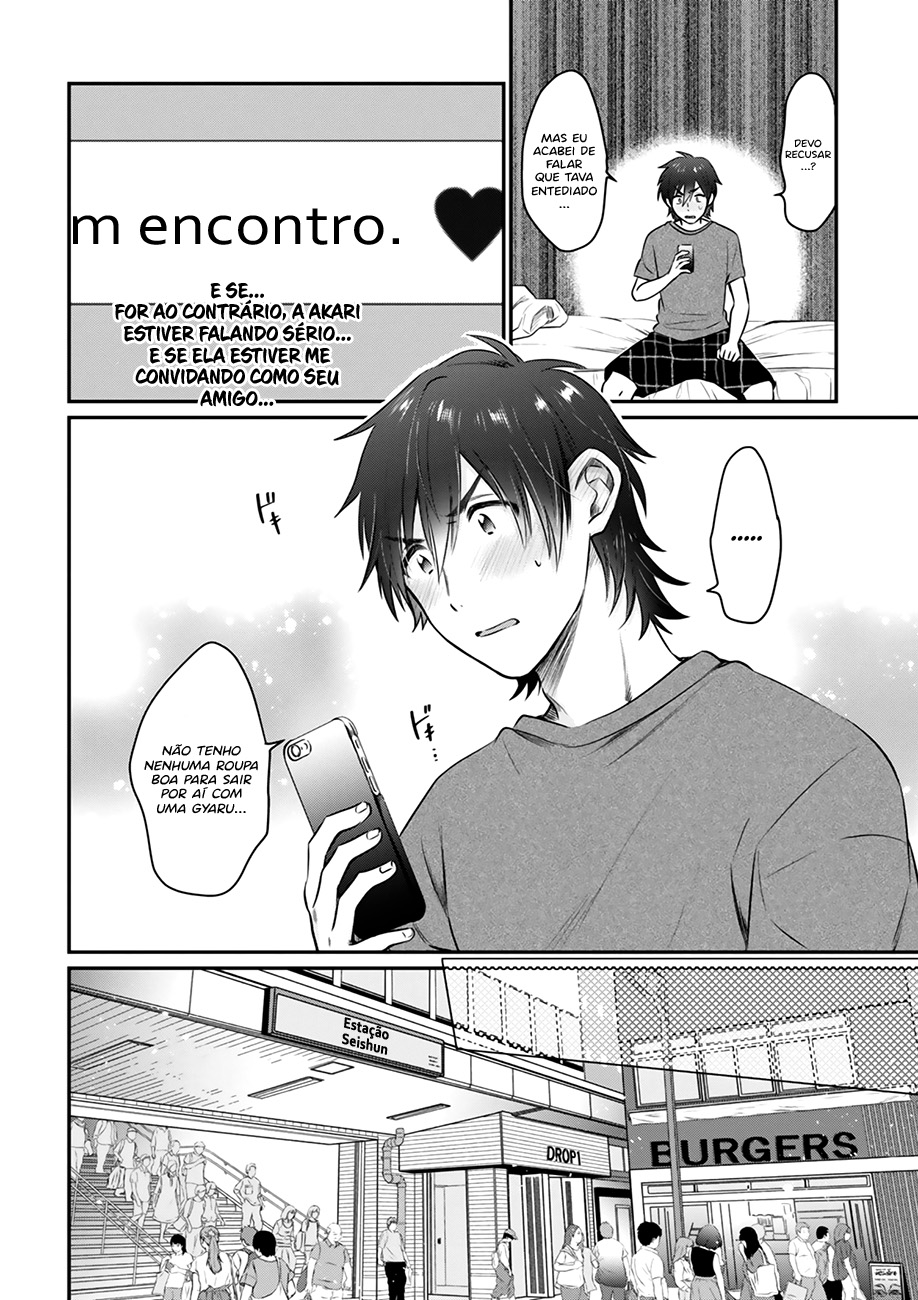 DEVO
RECUSAR
...?
MAS EU
ACABEI DE
FALAR
QUE TAVA
ENTEDIADO
...
m encontro. ♥
E SE...
FOR AO CONTRÁRIO, A AKARI
ESTIVER FALANDO SÉRIO...
E SE ELA ESTIVER ME
CONVIDANDO COMO SEU
AMIGO...
.....
ドキ
ドキ…
NÃO TENHO
NENHUMA ROUPA
BOA PARA SAIR
POR AÍ COM
UMA GYARU...
Estação
Seishun
DROP1
BURGERS